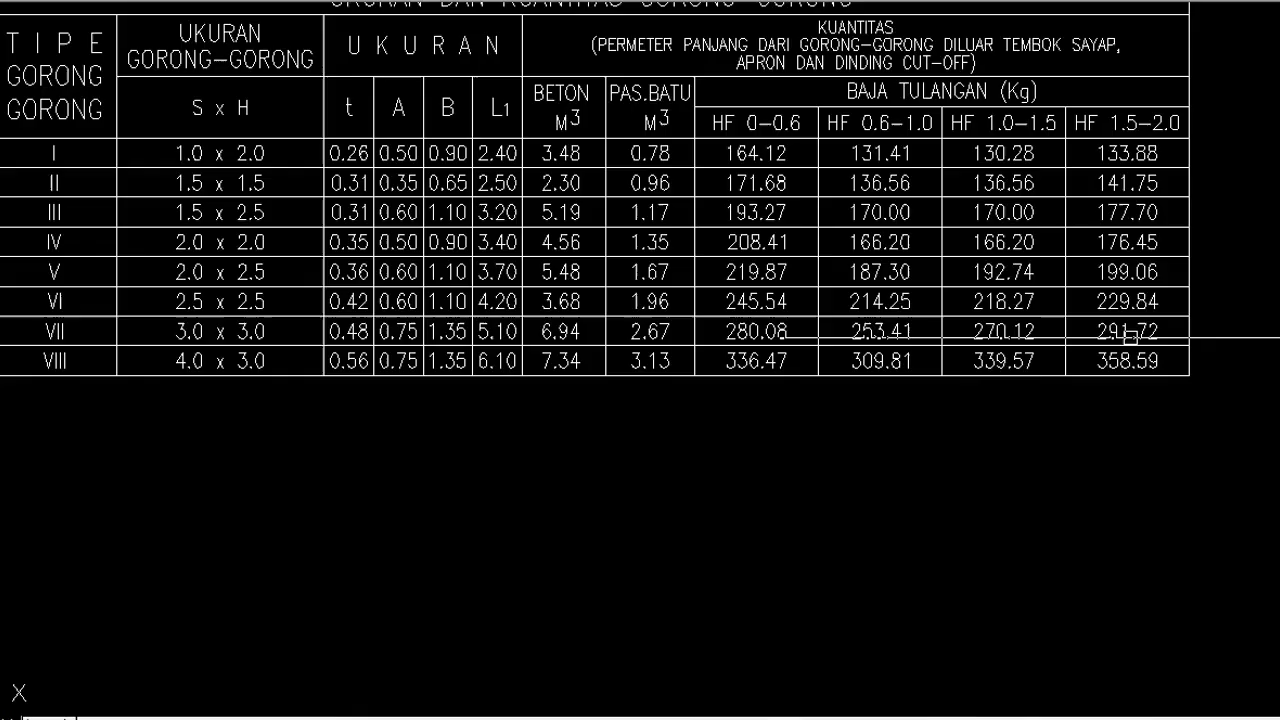 UKURAN DAN KUANTITAS GORONG-GORONG
TIPE GORONG GORONG
UKURAN GORONG-GORONG
UKURAN
KUANTITAS
(PERMETER PANJANG DARI GORONG-GORONG DILUAR TEMBOK SAYAP,
APRON DAN DINDING CUT-OFF)
S x H
t A B L1
BETON M3
PAS.BATU M3
BAJA TULANGAN (Kg)
HF 0-0.6 HF 0.6-1.0 HF 1.0-1.5 HF 1.5-2.0
I 1.0 x 2.0 0.26 0.50 0.90 2.40 3.48 0.78 164.12 131.41 130.28 133.88
II 1.5 x 1.5 0.31 0.35 0.65 2.50 2.30 0.96 171.68 136.56 136.56 141.75
III 1.5 x 2.5 0.31 0.60 1.10 3.20 5.19 1.17 193.27 170.00 170.00 177.70
IV 2.0 x 2.0 0.35 0.50 0.90 3.40 4.56 1.35 208.41 166.20 166.20 176.45
V 2.0 x 2.5 0.36 0.60 1.10 3.70 5.48 1.67 219.87 187.30 192.74 199.06
VI 2.5 x 2.5 0.42 0.60 1.10 4.20 3.68 1.96 245.54 214.25 218.27 229.84
VII 3.0 x 3.0 0.48 0.75 1.35 5.10 6.94 2.67 280.08 253.41 270.12 291.72
VIII 4.0 x 3.0 0.56 0.75 1.35 6.10 7.34 3.13 336.47 309.81 339.57 358.59
X